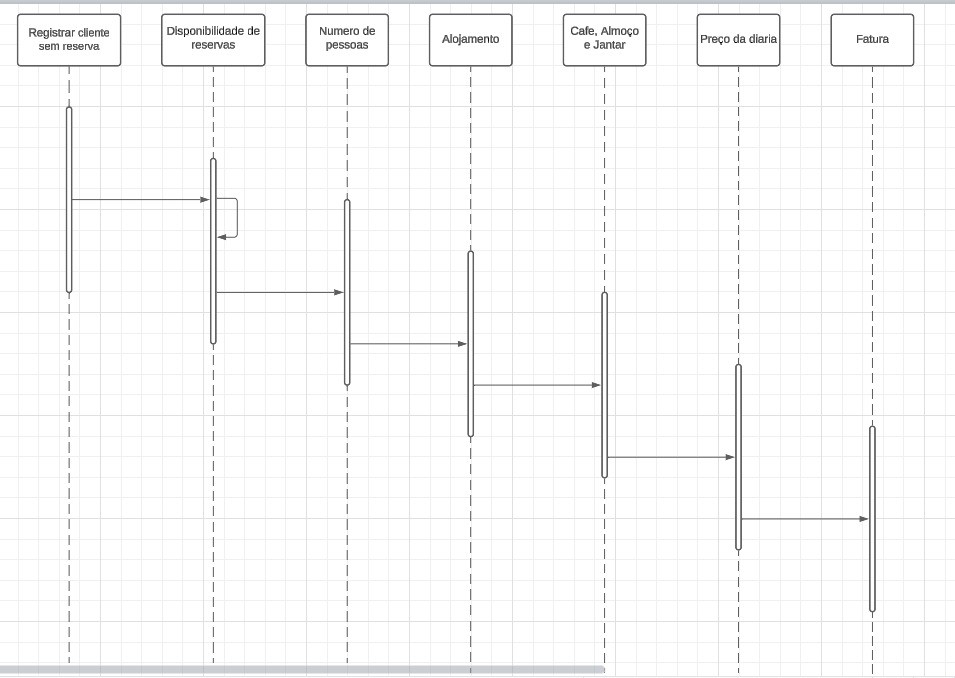 Registrar cliente
sem reserva
Disponibilidade de
reservas
Numero de
pessoas
Alojamento
Cafe, Almoço
e Jantar
Preço da diaria
Fatura